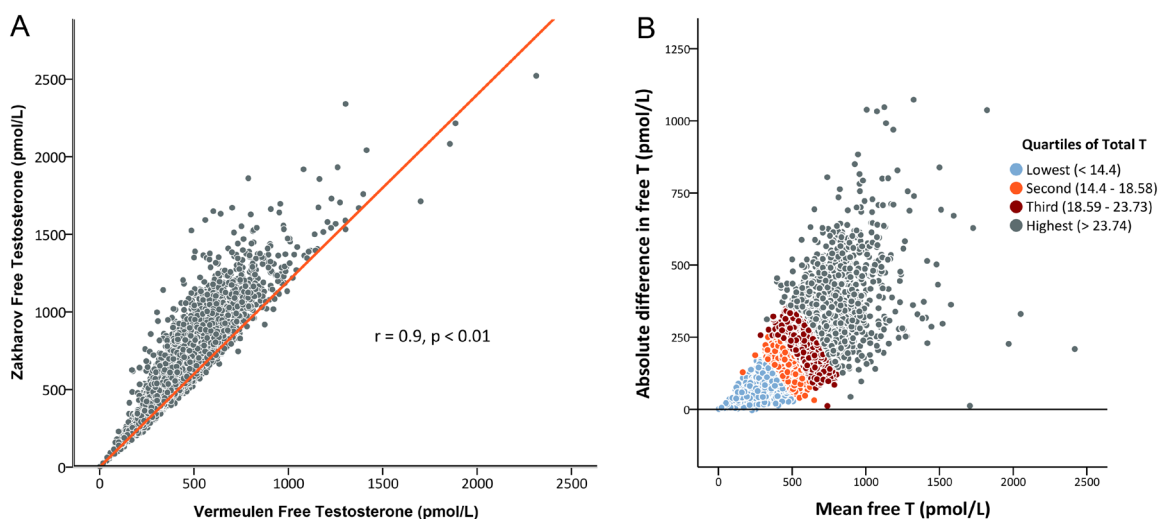 A
Zakharov Free Testosterone (pmol/L)
2500
2000
1500
1000
500
0
r = 0.9, p < 0.01
0 500 1000 1500 2000 2500
Vermeulen Free Testosterone (pmol/L)
B
Absolute difference in free T (pmol/L)
1250
1000
750
500
250
0
Quartiles of Total T
Lowest (< 14.4)
Second (14.4 - 18.58)
Third (18.59 - 23.73)
Highest (> 23.74)
0 500 1000 1500 2000 2500
Mean free T (pmol/L)